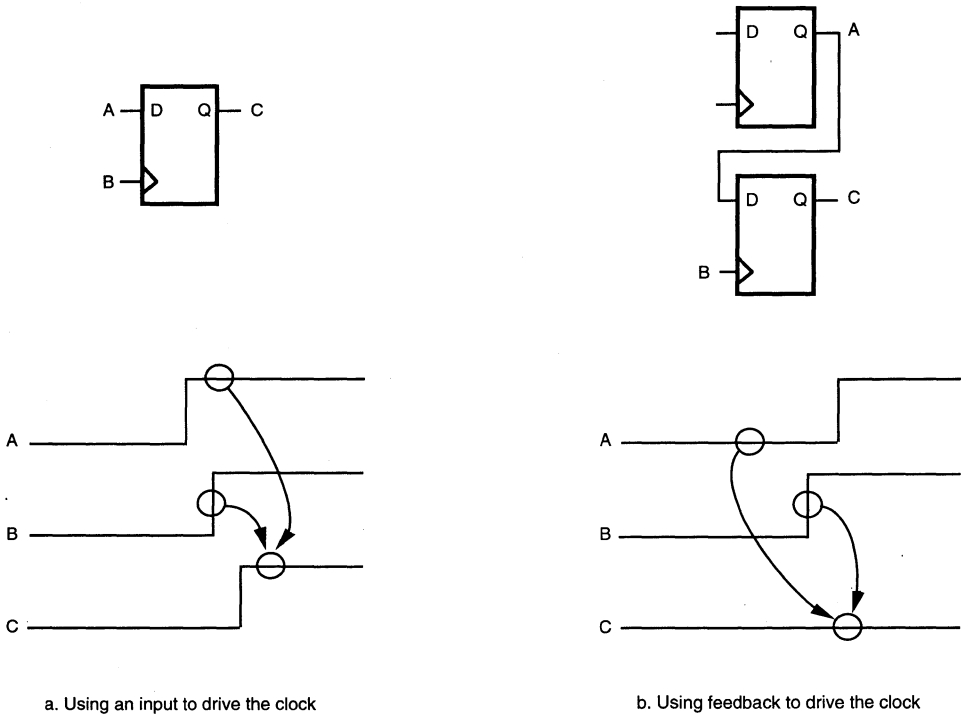 D Q A
A D Q C
D Q C
B
B
A
A
B
B
C
C
a. Using an input to drive the clock
b. Using feedback to drive the clock